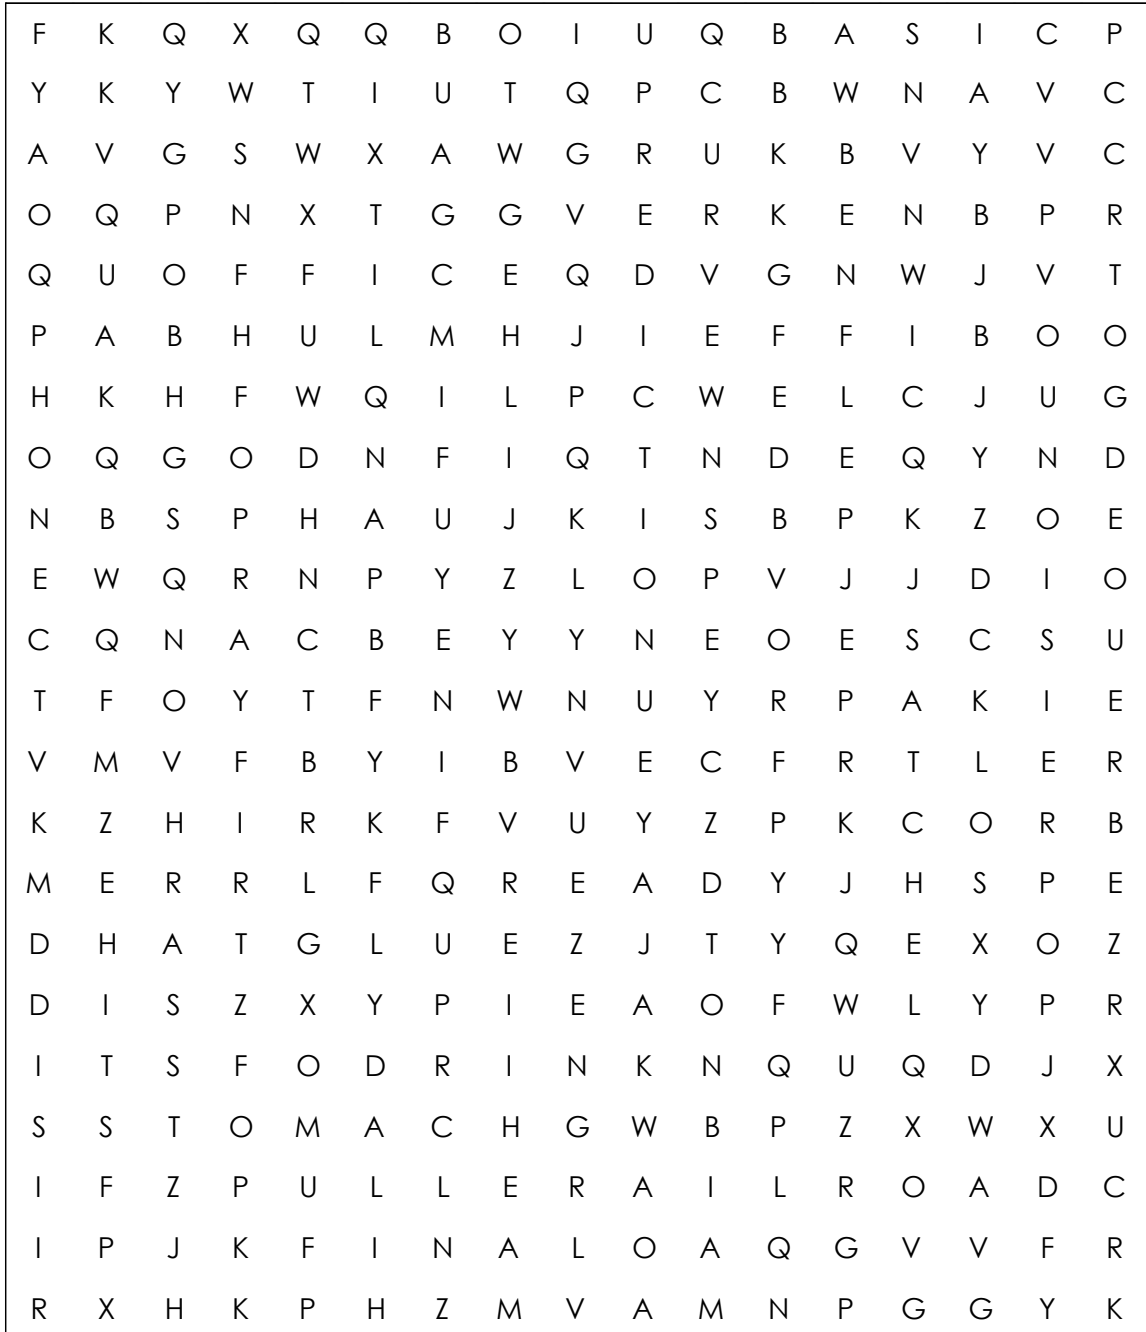 F K Q X Q Q B O I U Q B A S I C P
Y K Y W T I U T Q P C B W N A V C
A V G S W X A W G R U K B V Y V C
O Q P N X T G G V E R K E N B P R
Q U O F F I C E Q D V G N W J V T
P A B H U L M H J I E F F I B O O
H K H F W Q I L P C W E L C J U G
O Q G O D N F I Q T N D E Q Y N D
N B S P H A U J K I S B P K Z O E
E W Q R N P Y Z L O P V J J D I O
C Q N A C B E Y Y N E O E S C S U
T F O Y T F N W N U Y R P A K I E
V M V F B Y I B V E C F R T L E R
K Z H I R K F V U Y Z P K C O R B
M E R R L F Q R E A D Y J H S P E
D H A T G L U E Z J T Y Q E X O Z
D I S Z X Y P I E A O F W L Y P R
I T S F O D R I N K N Q U Q D J X
S S T O M A C H G W B P Z X W X U
I F Z P U L L E R A I L R O A D C
I P J K F I N A L O A Q G V V F R
R X H K P H Z M V A M N P G G Y K